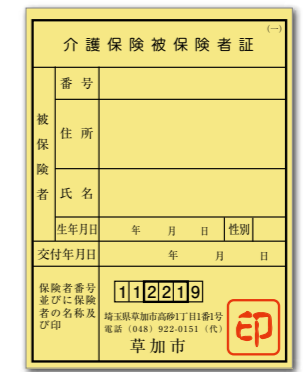 (一)
介護保険被保険者証
被保険者
番号
住所
氏名
生年月日
年 月 日
性別
交付年月日
年 月 日
保険者番号
並びに保険
者の名称及
び印
112219
埼玉県草加市高砂1丁目1番1号
電話 (048) 922-0151 (代)
草加市
印